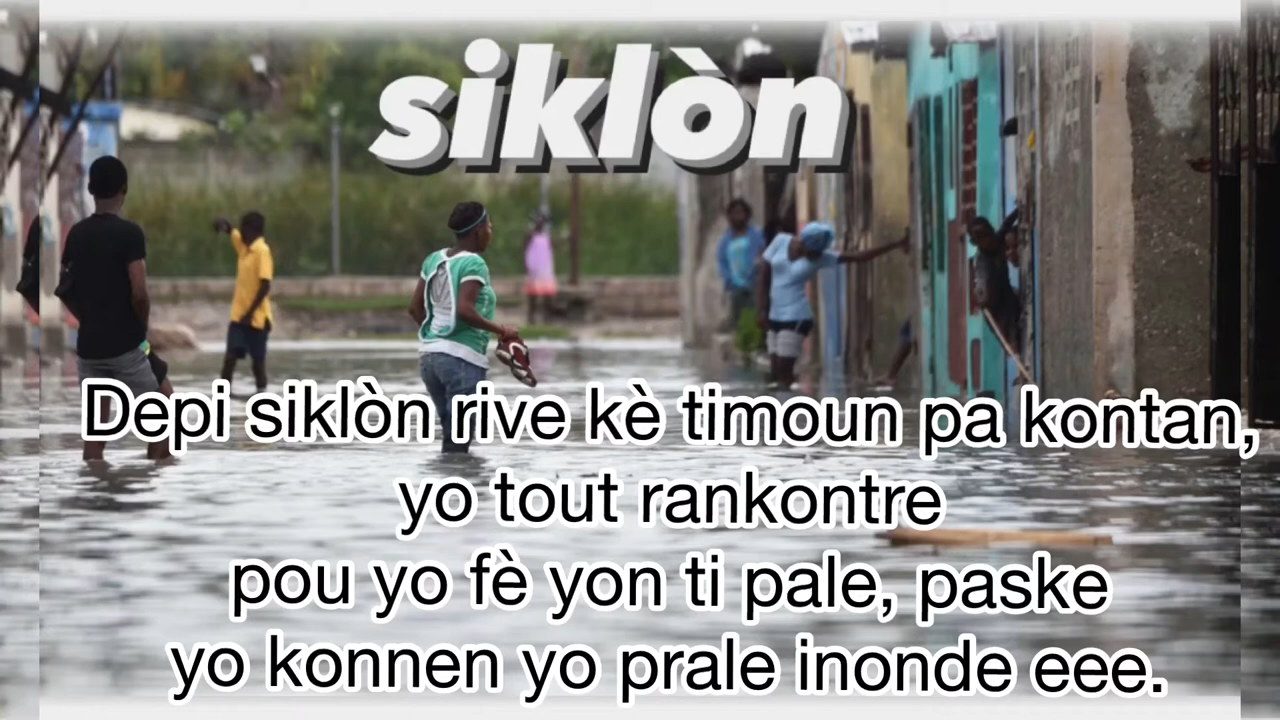 siklòn
Depi siklòn rive kè timoun pa kontan,
yo tout rankontre
pou yo fè yon ti pale, paske
yo konnen yo prale inonde eee.